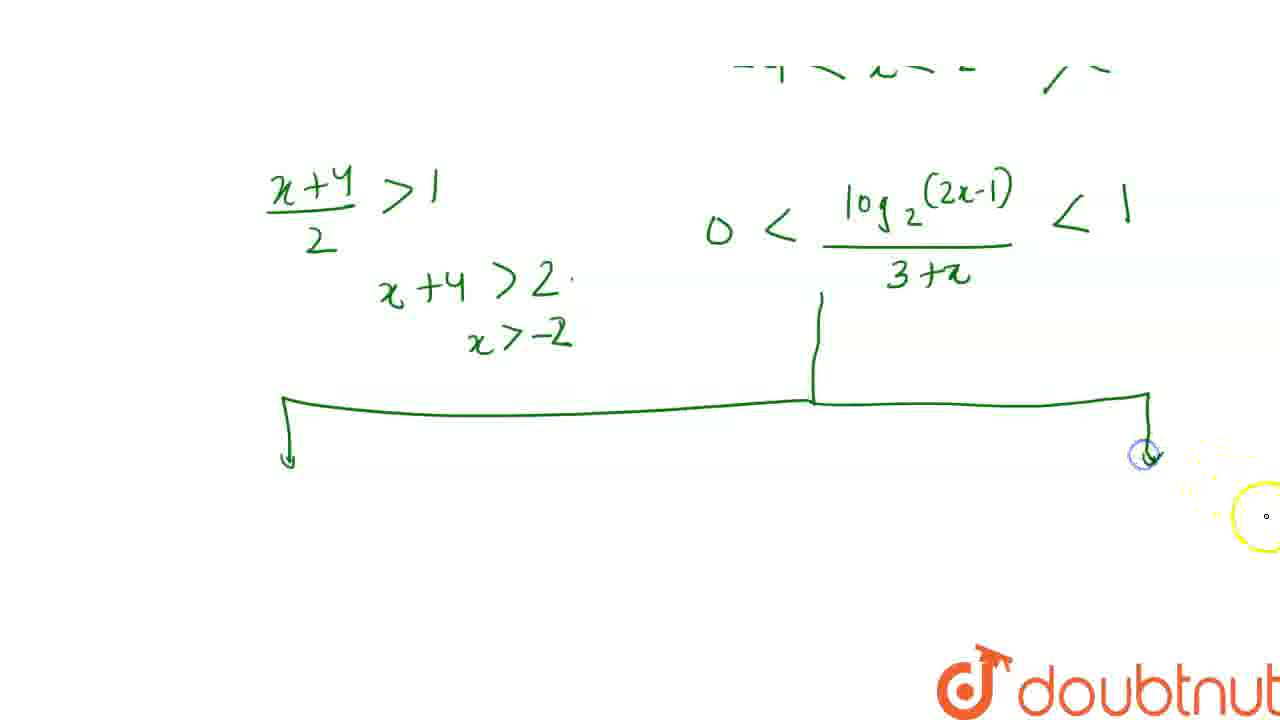 x+4/2 > 1
x+4 > 2.
x > -2
0 < log₂(2x-1)/3+x < 1
doubtnut